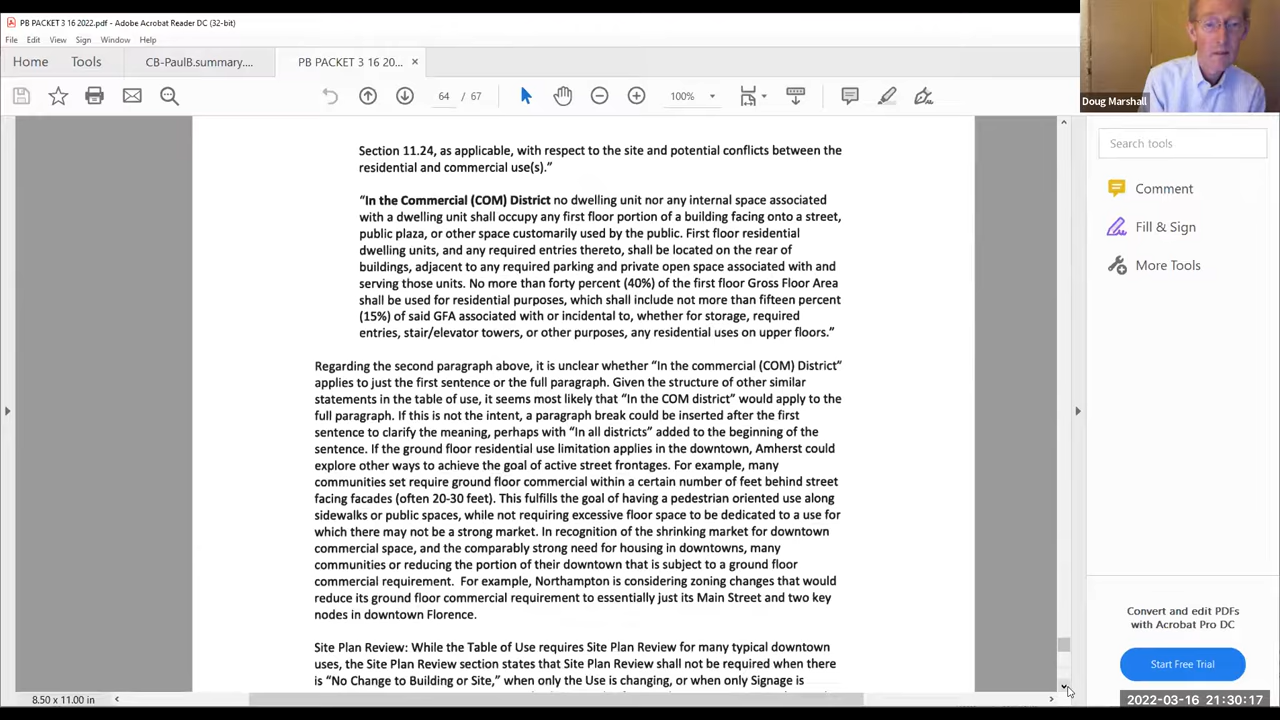 PB PACKET 3 16 2022.pdf - Adobe Acrobat Reader DC (32-bit)
File Edit View Sign Window Help
Home Tools CB-PaulB.summary.... PB PACKET 3 16 20... ×
64 / 67 100%
Doug Marshall
Search tools
Comment
Fill & Sign
More Tools
Section 11.24, as applicable, with respect to the site and potential conflicts between the
residential and commercial use(s).”
“In the Commercial (COM) District no dwelling unit nor any internal space associated
with a dwelling unit shall occupy any first floor portion of a building facing onto a street,
public plaza, or other space customarily used by the public. First floor residential
dwelling units, and any required entries thereto, shall be located on the rear of
buildings, adjacent to any required parking and private open space associated with and
serving those units. No more than forty percent (40%) of the first floor Gross Floor Area
shall be used for residential purposes, which shall include not more than fifteen percent
(15%) of said GFA associated with or incidental to, whether for storage, required
entries, stair/elevator towers, or other purposes, any residential uses on upper floors.”
Regarding the second paragraph above, it is unclear whether “In the commercial (COM) District”
applies to just the first sentence or the full paragraph. Given the structure of other similar
statements in the table of use, it seems most likely that “In the COM district” would apply to the
full paragraph. If this is not the intent, a paragraph break could be inserted after the first
sentence to clarify the meaning, perhaps with “In all districts” added to the beginning of the
sentence. If the ground floor residential use limitation applies in the downtown, Amherst could
explore other ways to achieve the goal of active street frontages. For example, many
communities set require ground floor commercial within a certain number of feet behind street
facing facades (often 20-30 feet). This fulfills the goal of having a pedestrian oriented use along
sidewalks or public spaces, while not requiring excessive floor space to be dedicated to a use for
which there may not be a strong market. In recognition of the shrinking market for downtown
commercial space, and the comparably strong need for housing in downtowns, many
communities or reducing the portion of their downtown that is subject to a ground floor
commercial requirement. For example, Northampton is considering zoning changes that would
reduce its ground floor commercial requirement to essentially just its Main Street and two key
nodes in downtown Florence.
Site Plan Review: While the Table of Use requires Site Plan Review for many typical downtown
uses, the Site Plan Review section states that Site Plan Review shall not be required when there
is “No Change to Building or Site,” when only the Use is changing, or when only Signage is
Convert and edit PDFs
with Acrobat Pro DC
Start Free Trial
8.50 x 11.00 in
2022-03-16 21:30:17